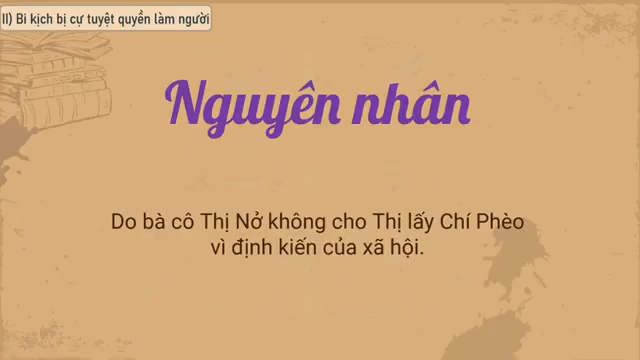 II) Bi kịch bị cự tuyệt quyền làm người
Nguyên nhân
Do bà cô Thị Nở không cho Thị lấy Chí Phèo
vì định kiến của xã hội.